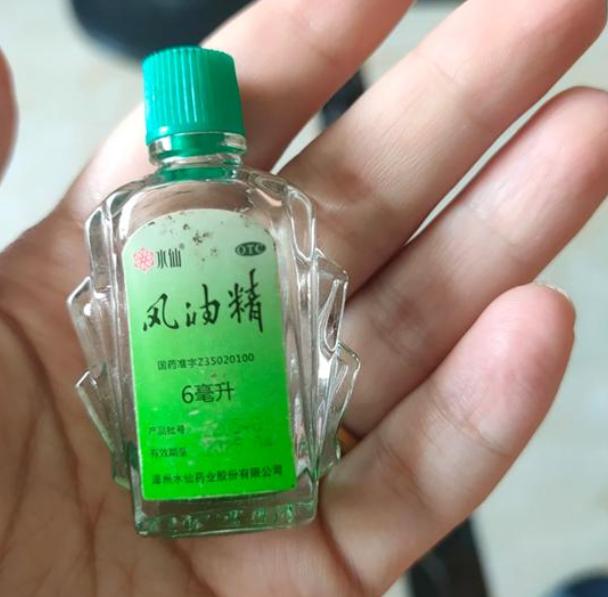 水仙®
OTC
风油精
国药准字Z35020100
6毫升
产品批号:
有效期至:
漳州水仙药业股份有限公司